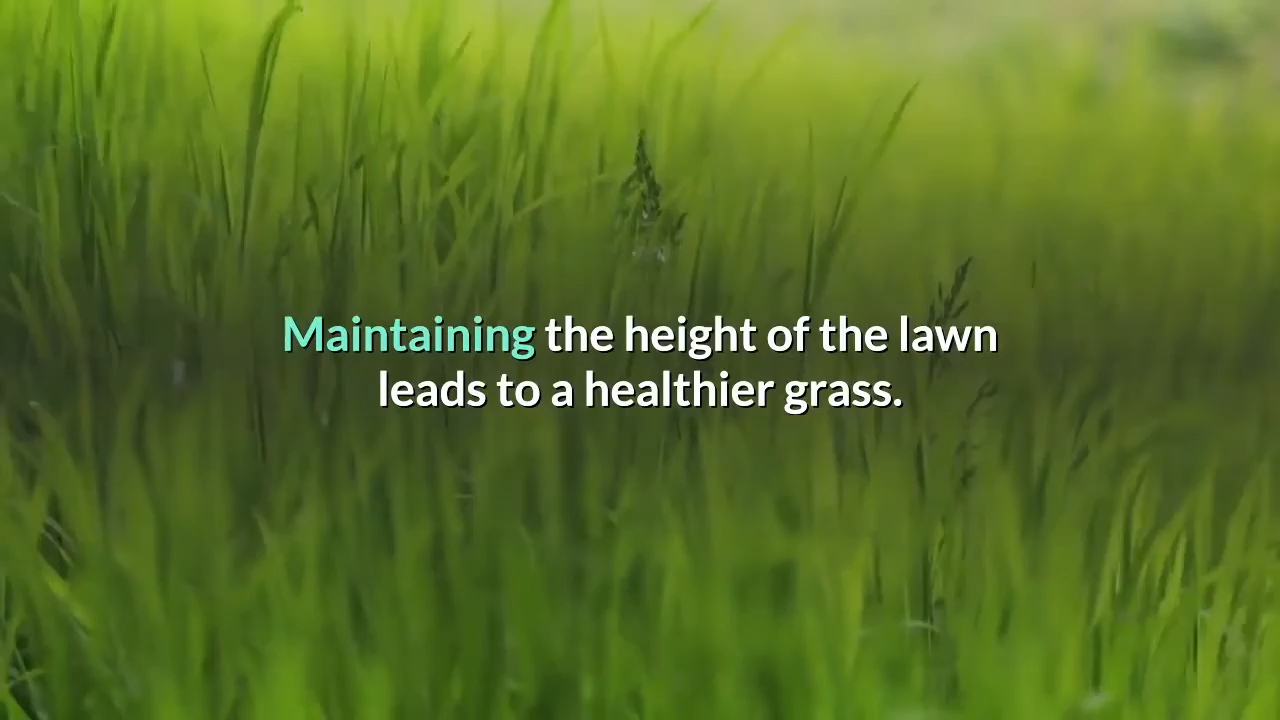 Maintaining the height of the lawn
leads to a healthier grass.